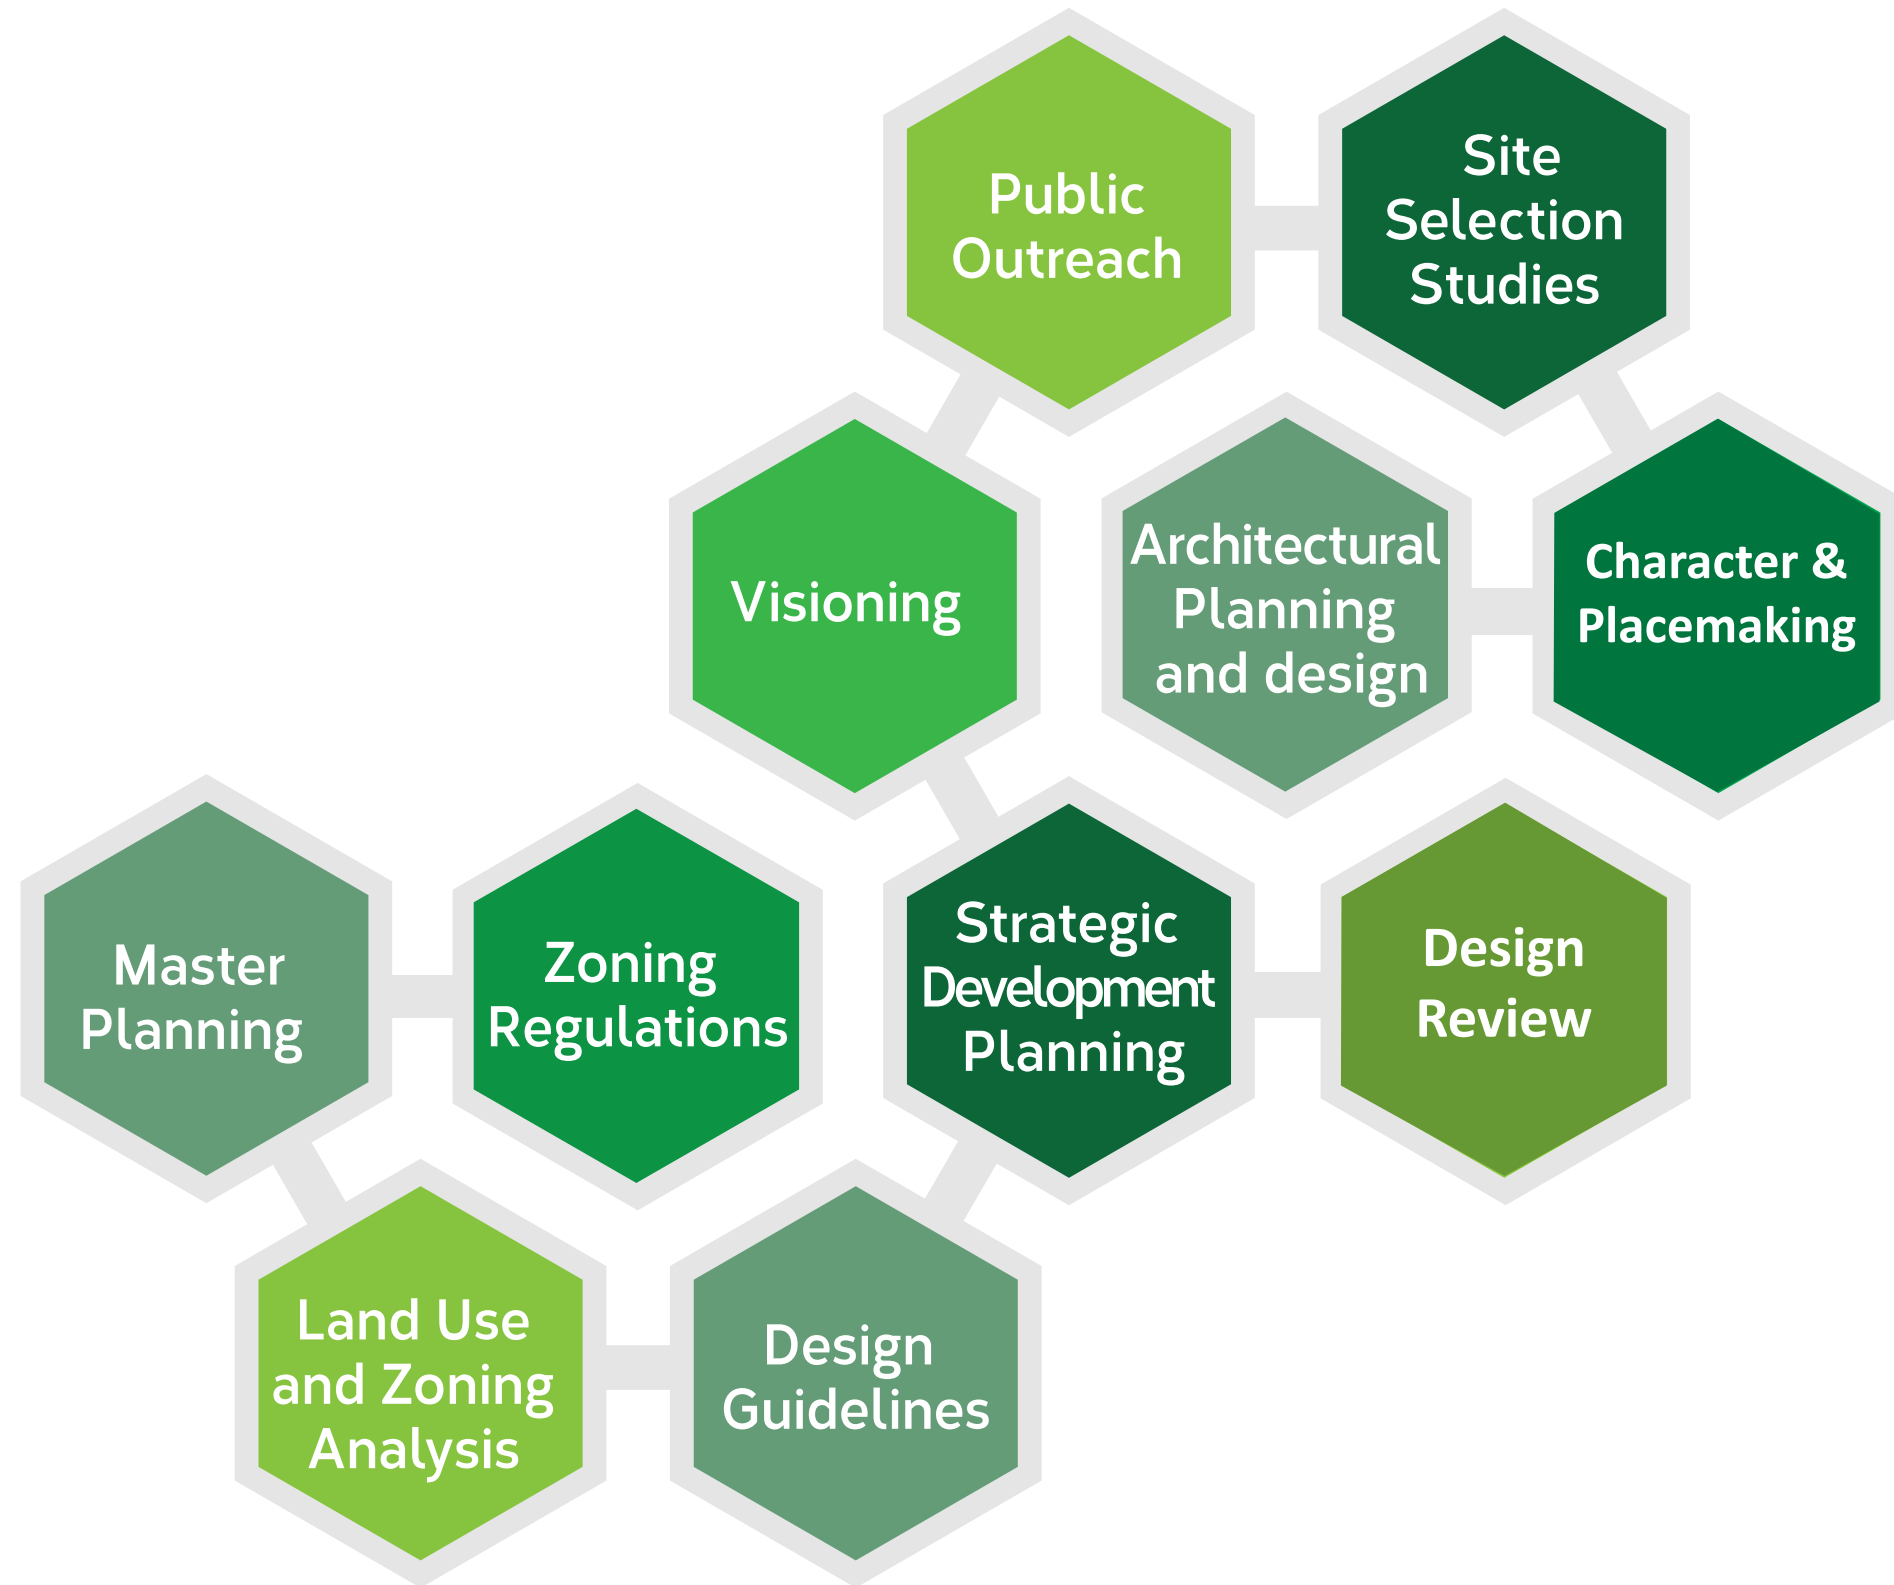 Public
Outreach
Site
Selection
Studies
Visioning
Architectural
Planning
and design
Character &
Placemaking
Master
Planning
Zoning
Regulations
Strategic
Development
Planning
Design
Review
Land Use
and Zoning
Analysis
Design
Guidelines